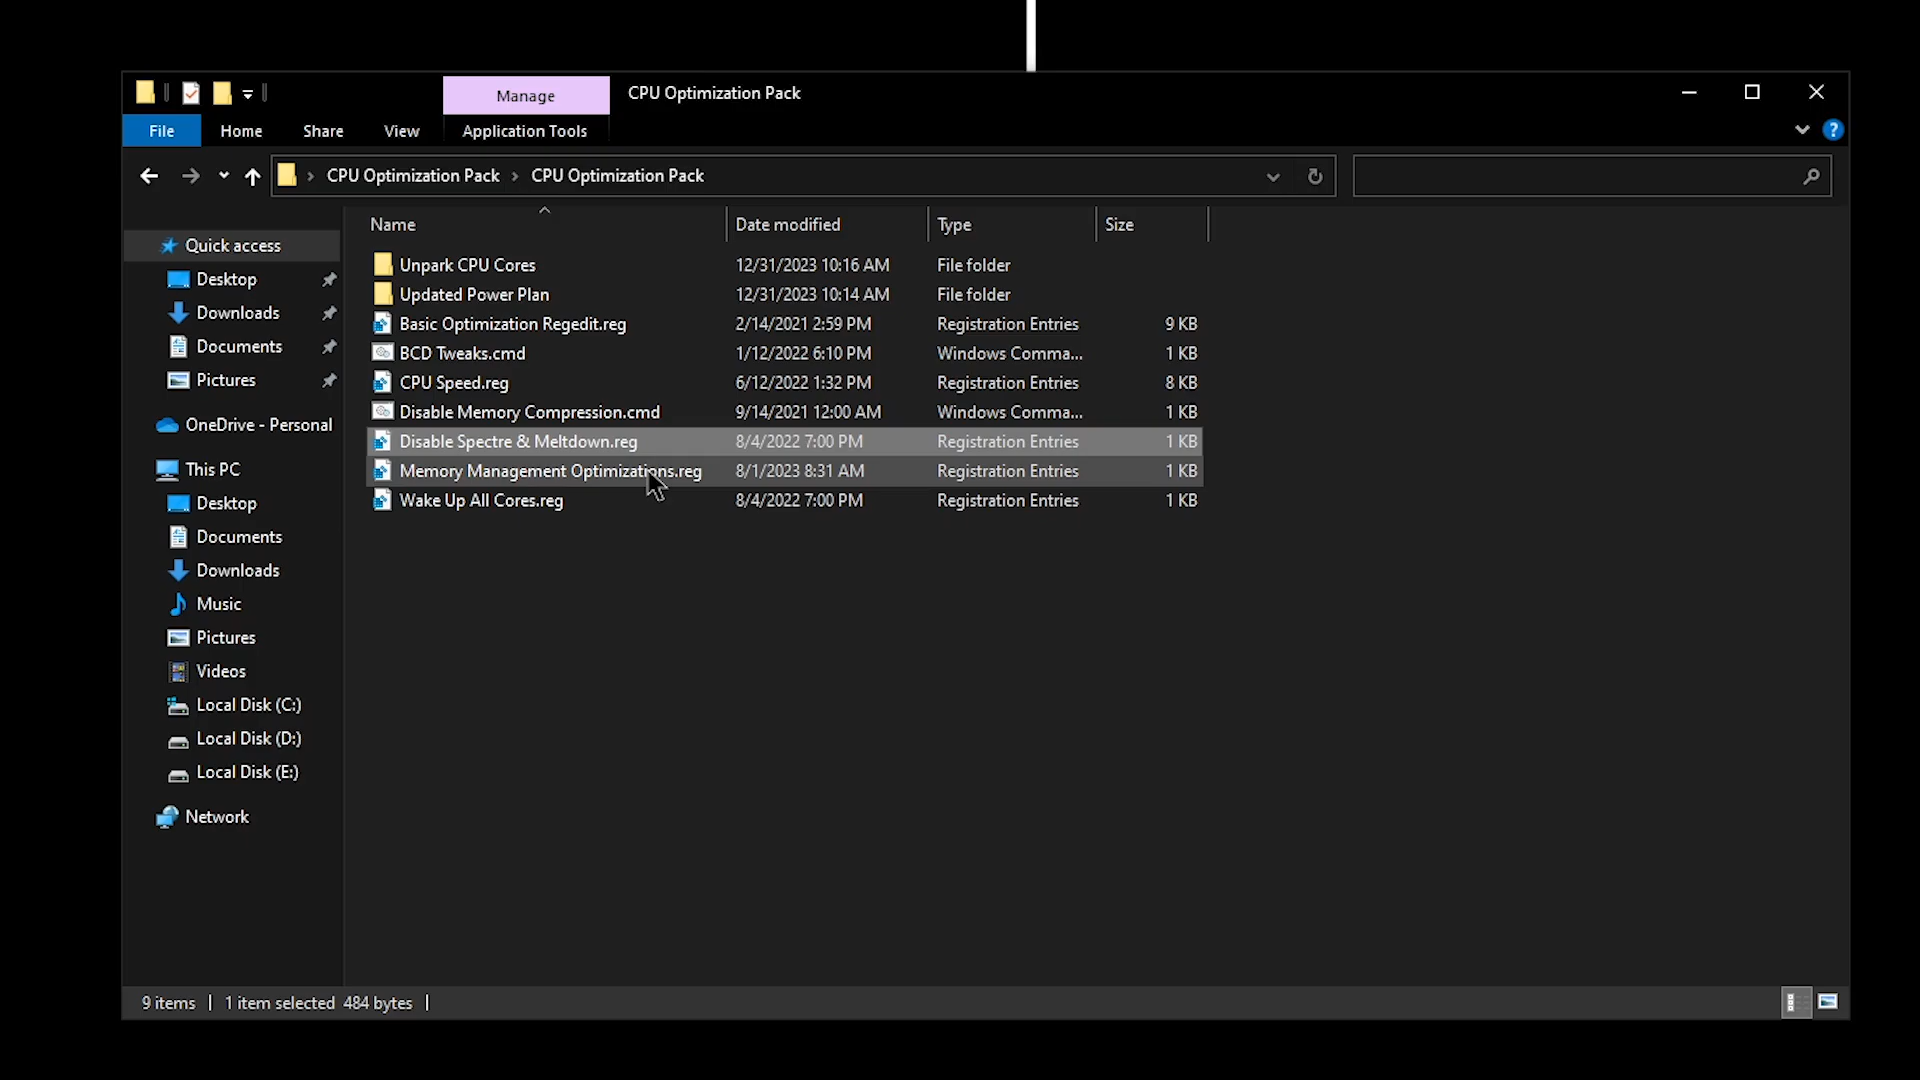 Manage
CPU Optimization Pack
File
Home
Share
View
Application Tools
?
CPU Optimization Pack › CPU Optimization Pack
Name
Date modified
Type
Size
Unpark CPU Cores 12/31/2023 10:16 AM File folder
Updated Power Plan 12/31/2023 10:14 AM File folder
Basic Optimization Regedit.reg 2/14/2021 2:59 PM Registration Entries 9 KB
BCD Tweaks.cmd 1/12/2022 6:10 PM Windows Comma... 1 KB
CPU Speed.reg 6/12/2022 1:32 PM Registration Entries 8 KB
Disable Memory Compression.cmd 9/14/2021 12:00 AM Windows Comma... 1 KB
Disable Spectre & Meltdown.reg 8/4/2022 7:00 PM Registration Entries 1 KB
Memory Management Optimizations.reg 8/1/2023 8:31 AM Registration Entries 1 KB
Wake Up All Cores.reg 8/4/2022 7:00 PM Registration Entries 1 KB
Quick access
Desktop
Downloads
Documents
Pictures
OneDrive - Personal
This PC
Desktop
Documents
Downloads
Music
Pictures
Videos
Local Disk (C:)
Local Disk (D:)
Local Disk (E:)
Network
9 items
1 item selected 484 bytes